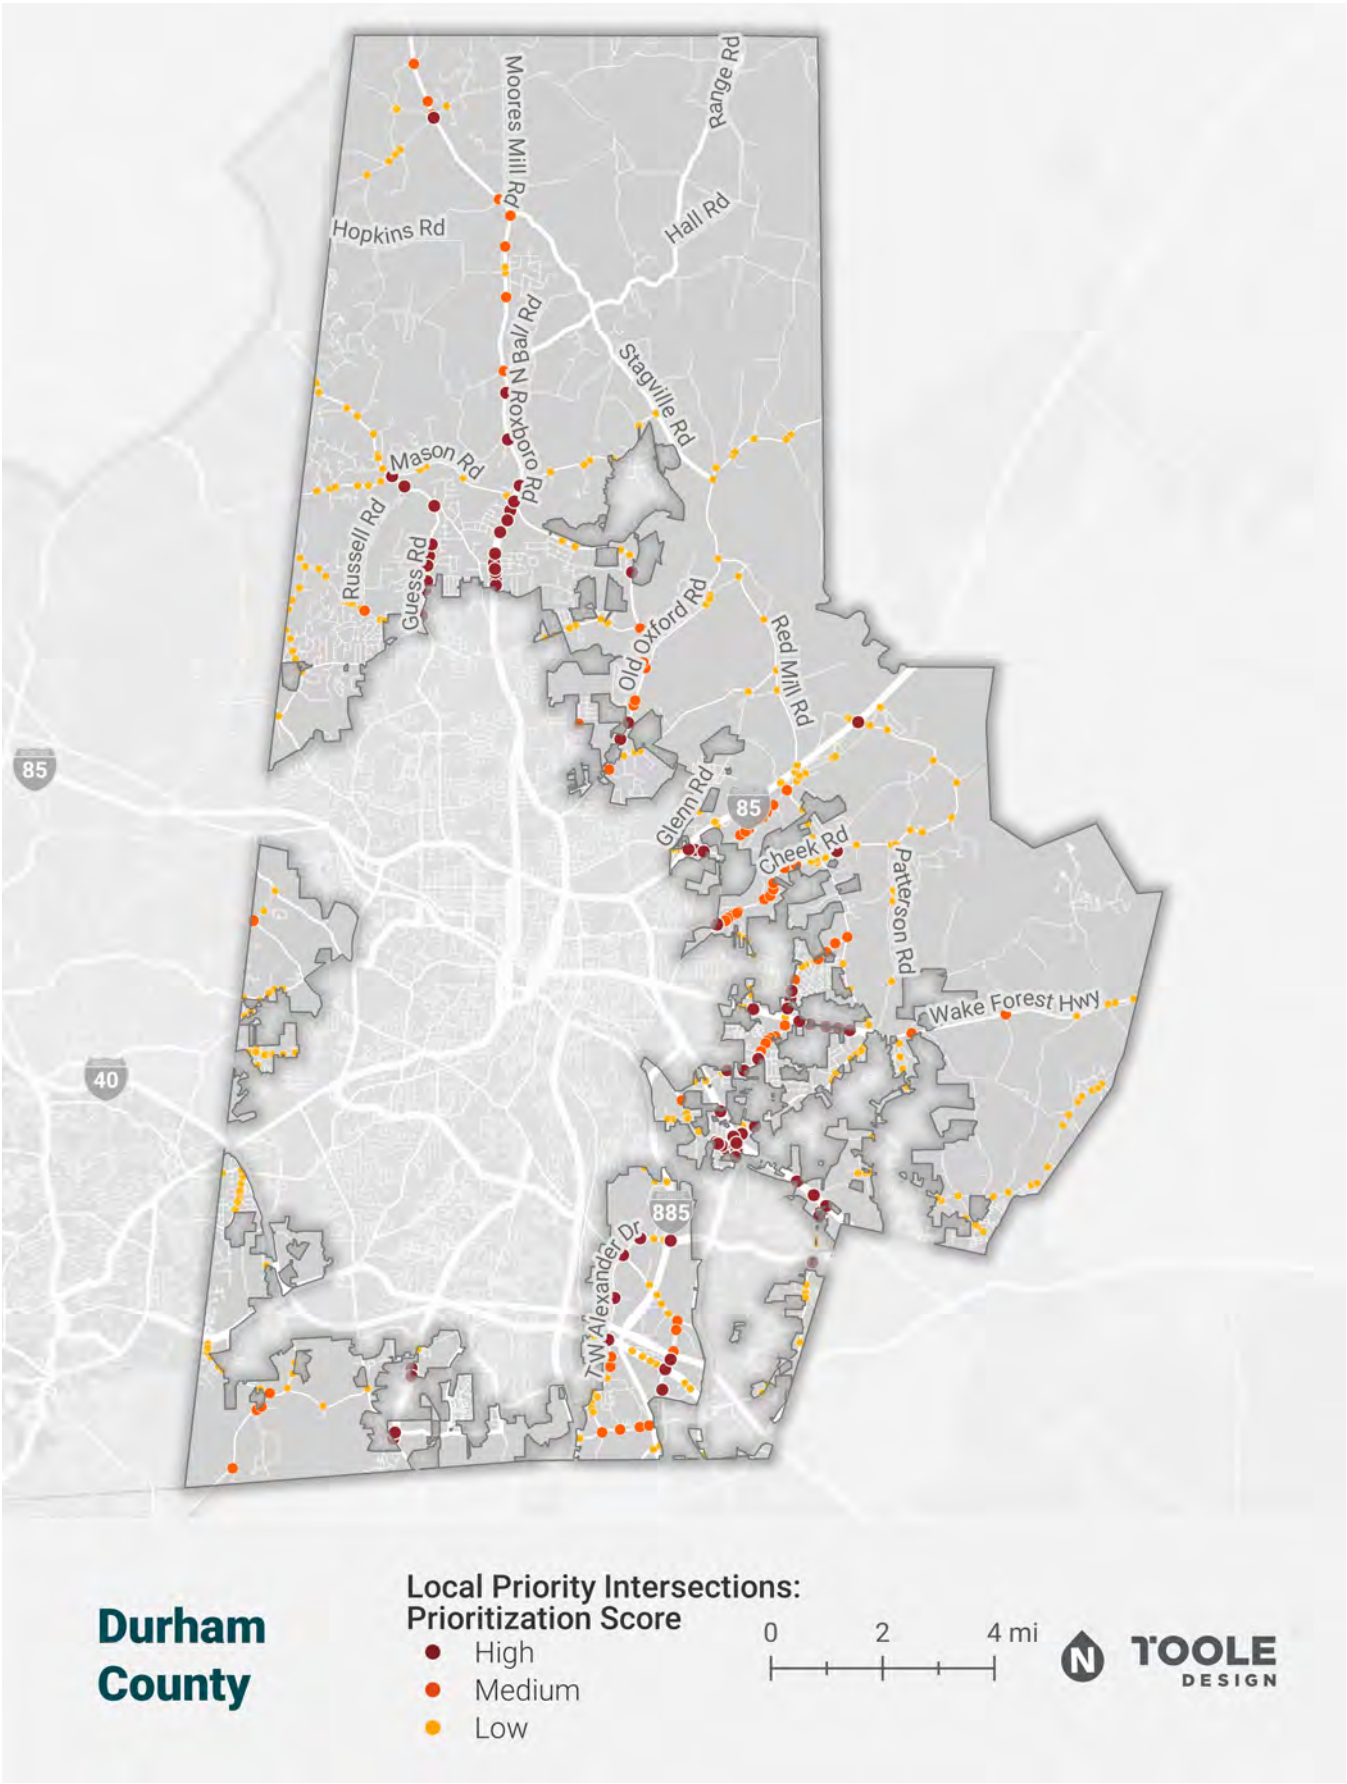 Moores Mill Rd
Range Rd
Hall Rd
Hopkins Rd
N Roxboro Rd
Ball Rd
Stagville Rd
Mason Rd
Russell Rd
Guess Rd
Old Oxford Rd
Red Mill Rd
85
Glenn Rd
85
Cheek Rd
Patterson Rd
Wake Forest Hwy
40
885
T W Alexander Dr
Durham
County
Local Priority Intersections:
Prioritization Score
High
Medium
Low
0 2 4 mi
N
TOOLE
DESIGN